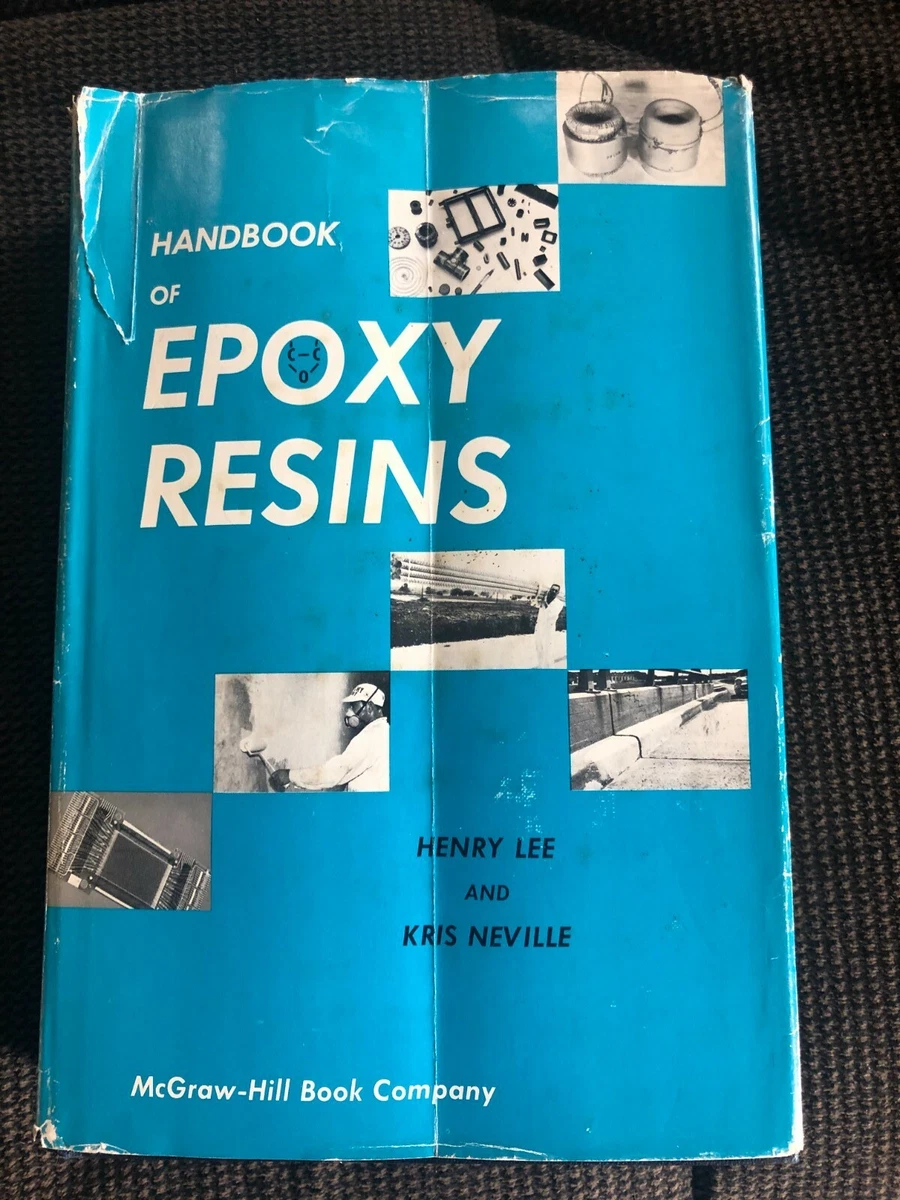 HANDBOOK
OF
EPOXY
C-C
O
RESINS
HENRY LEE
AND
KRIS NEVILLE
McGraw-Hill Book Company